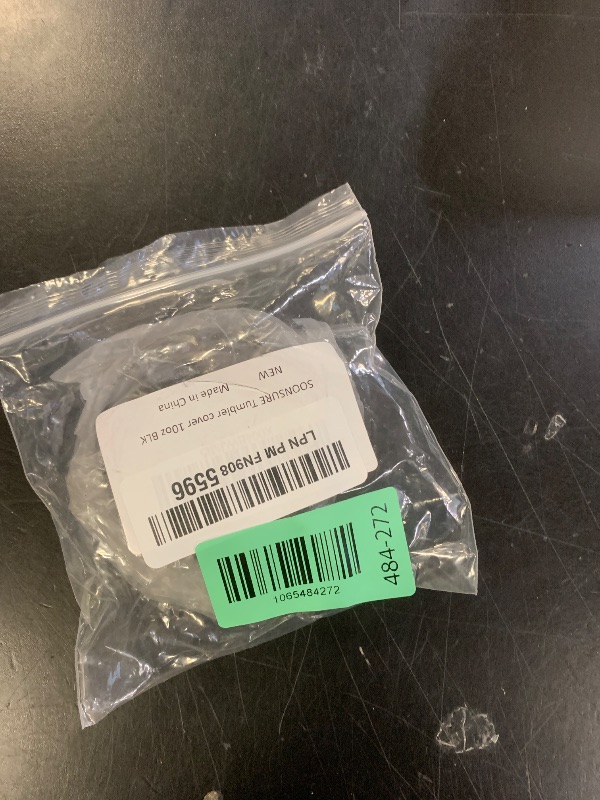 SOONSURE Tumbler cover 10oz BLK
NEW
Made in China
LPN PM FN908 5596
1065484272
484-272